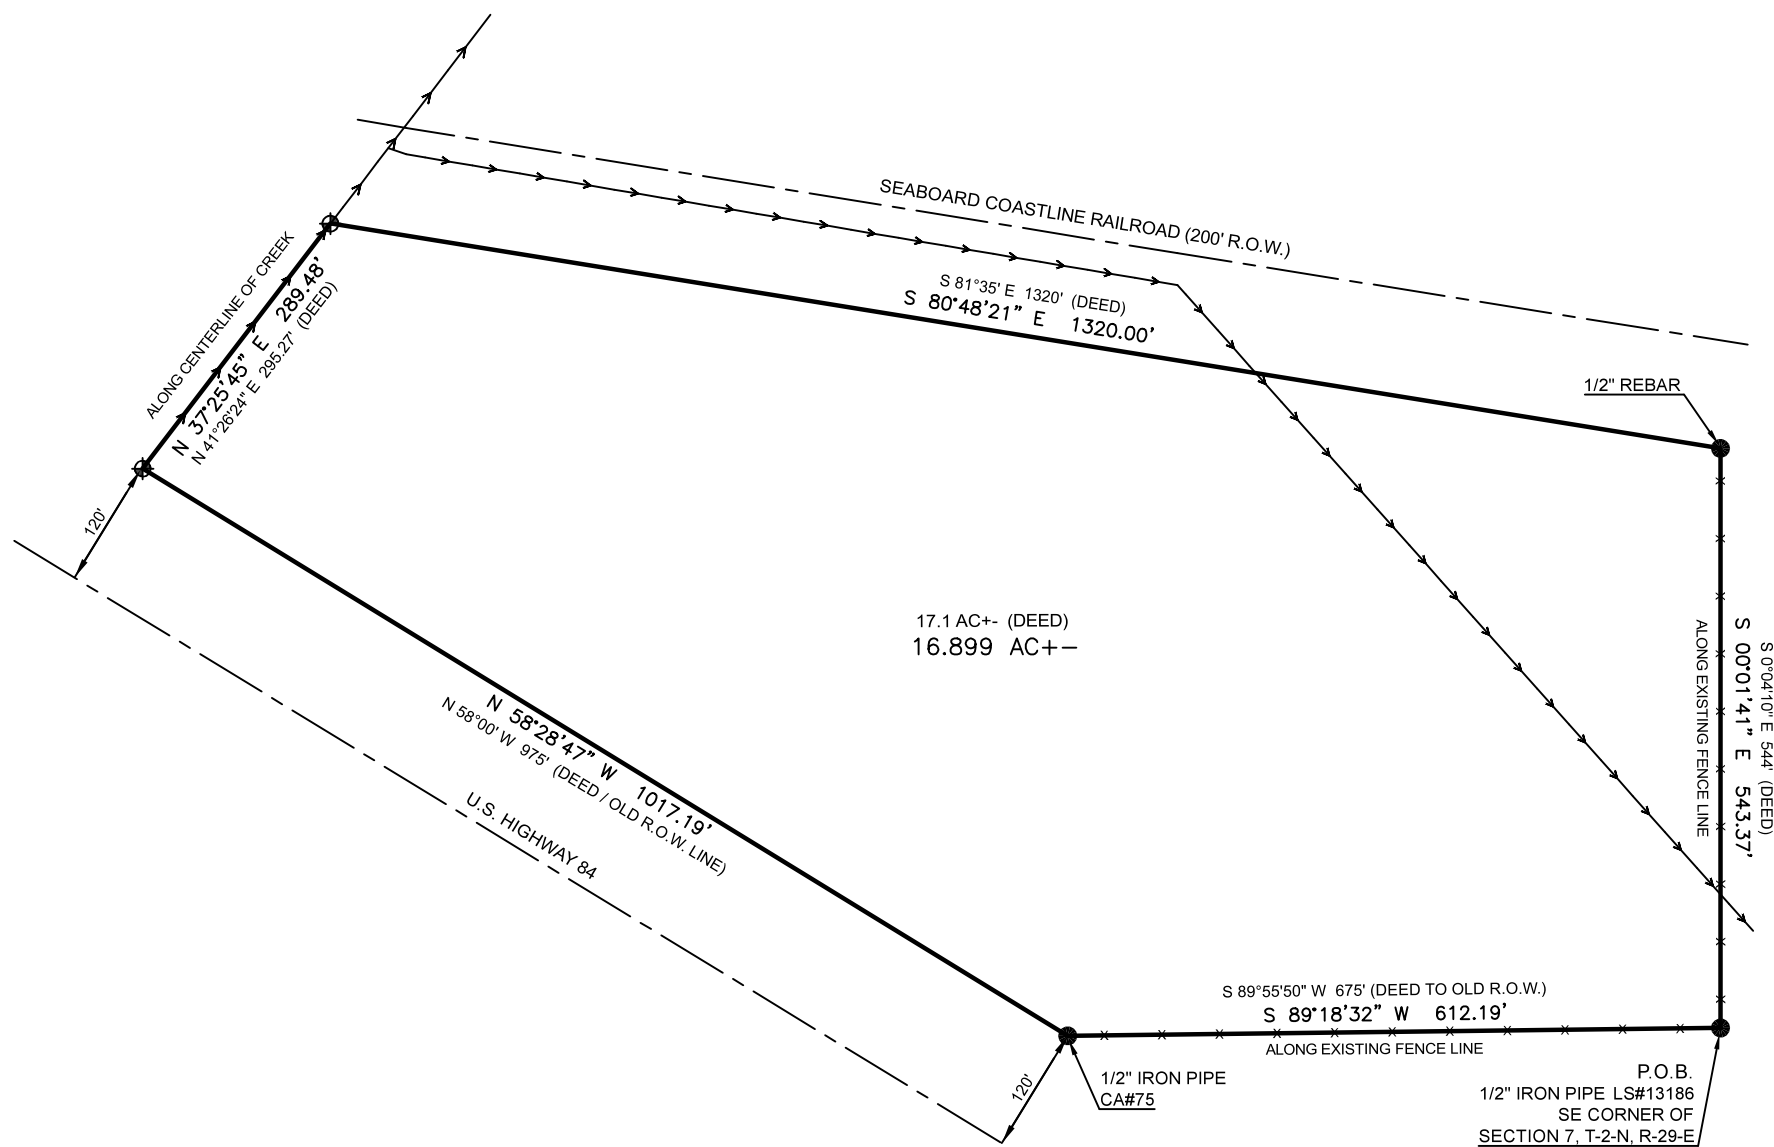 SEABOARD COASTLINE RAILROAD (200' R.O.W.)
ALONG CENTERLINE OF CREEK
N 37°25'45" E 289.48'
N 41°26'24" E 295.27' (DEED)
S 81°35' E 1320' (DEED)
S 80°48'21" E 1320.00'
1/2" REBAR
120'
17.1 AC+- (DEED)
16.899 AC+-
S 0°04'10" E 544' (DEED)
S 00°01'41" E 543.37'
ALONG EXISTING FENCE LINE
N 58°28'47" W 1017.19'
N 58°00' W 975' (DEED / OLD R.O.W. LINE)
U.S. HIGHWAY 84
S 89°55'50" W 675' (DEED TO OLD R.O.W.)
S 89°18'32" W 612.19'
ALONG EXISTING FENCE LINE
120'
1/2" IRON PIPE
CA#75
P.O.B.
1/2" IRON PIPE LS#13186
SE CORNER OF
SECTION 7, T-2-N, R-29-E